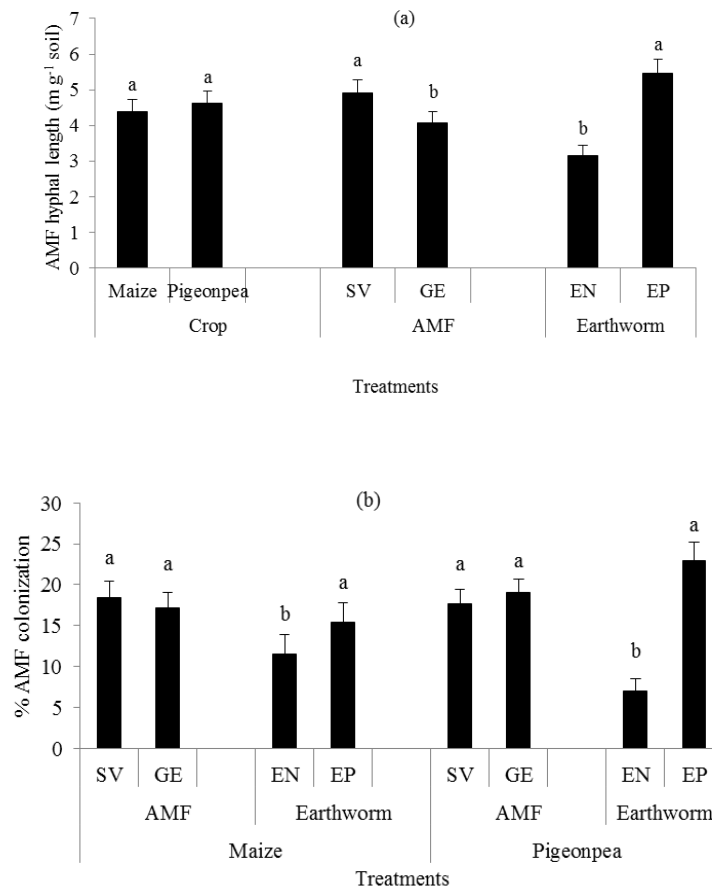 (a)
AMF hyphal length (m g⁻¹ soil)
7
6
5
4
3
2
1
0
a a a b b a
Maize Pigeonpea SV GE EN EP
Crop AMF Earthworm
Treatments
(b)
% AMF colonization
30
25
20
15
10
5
0
a a b a a a b a
SV GE EN EP SV GE EN EP
AMF Earthworm AMF Earthworm
Maize Pigeonpea
Treatments